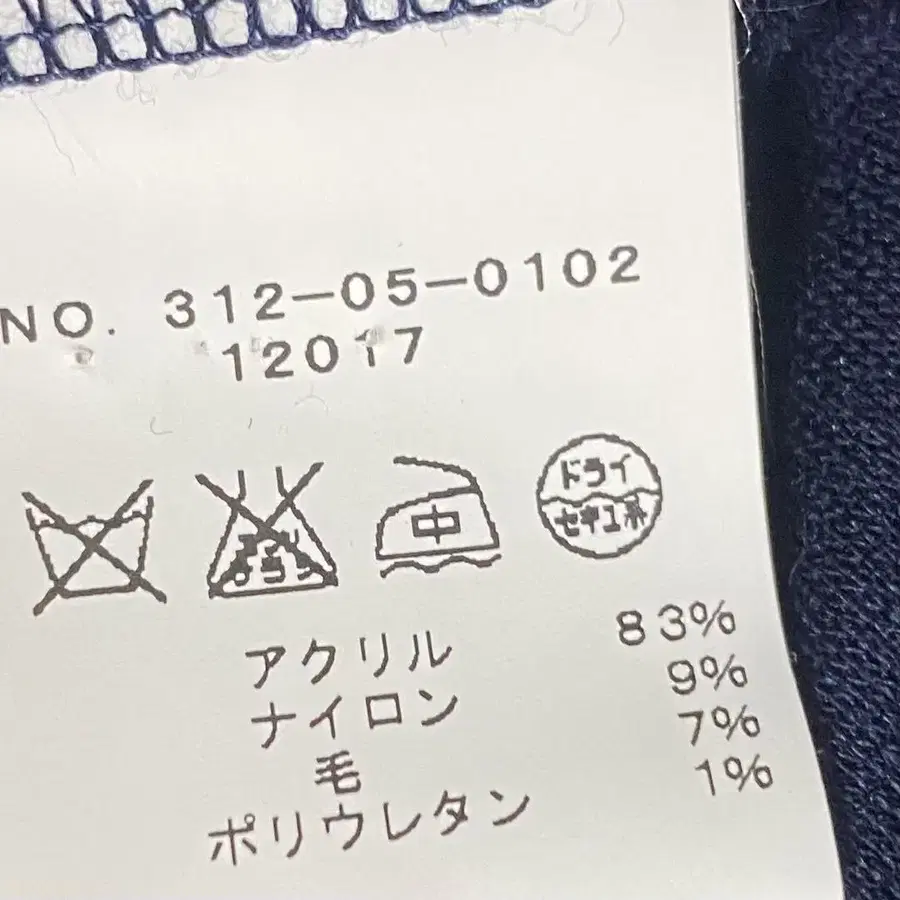 NO. 312-05-0102
12017
中
ドライ
セキユ系
アクリル 83%
ナイロン 9%
毛 7%
ポリウレタン 1%